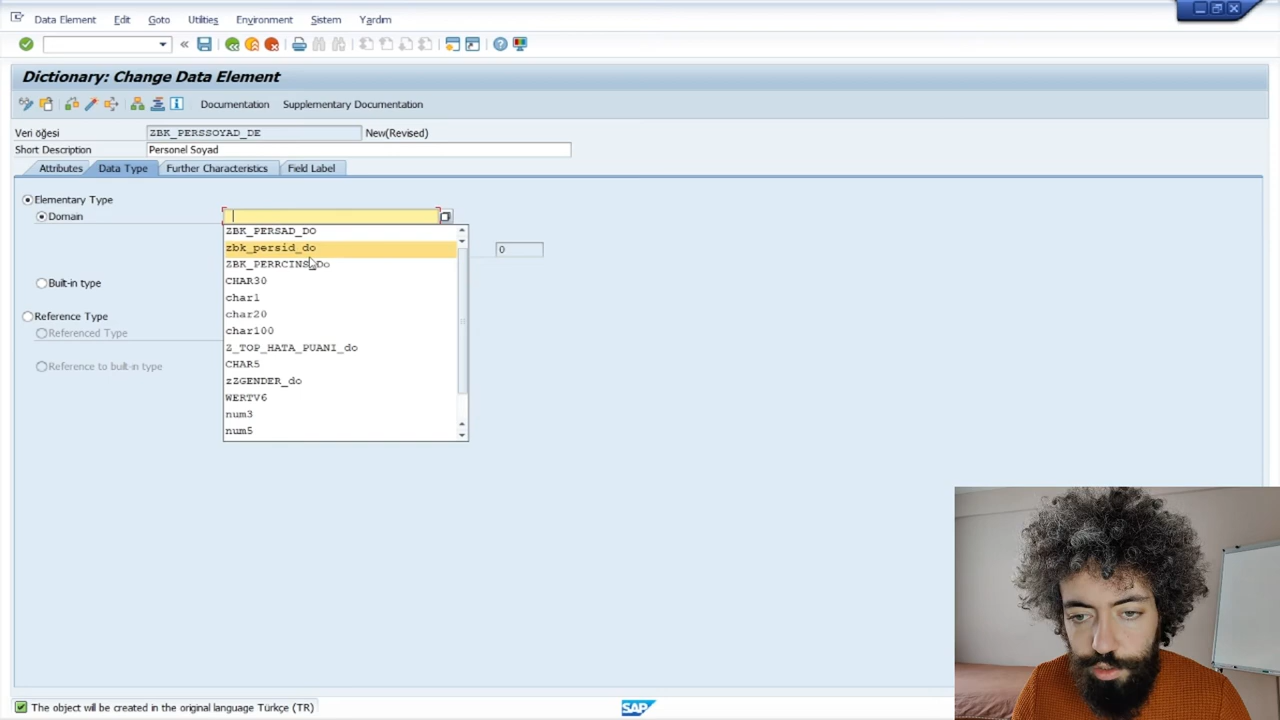 Data Element Edit Goto Utilities Environment Sistem Yardım
Dictionary: Change Data Element
Documentation Supplementary Documentation
Veri öğesi ZBK_PERSSOYAD_DE New(Revised)
Short Description Personel Soyad
Attributes Data Type Further Characteristics Field Label
Elementary Type
Domain
ZBK_PERSAD_DO
zbk_persid_do
0
ZBK_PERRCINS_Do
CHAR30
Built-in type
char1
char20
Reference Type
char100
Referenced Type
Z_TOP_HATA_PUANI_do
CHAR5
Reference to built-in type
zZGENDER_do
WERTV6
num3
num5
The object will be created in the original language Türkçe (TR)
SAP